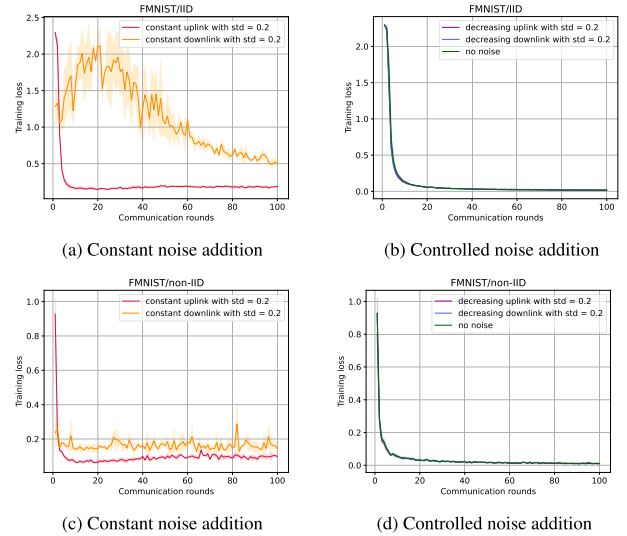 FMNIST/IID
constant uplink with std = 0.2
constant downlink with std = 0.2
2.5
2.0
1.5
1.0
0.5
Training loss
0
20
40
60
80
100
Communication rounds
(a) Constant noise addition
FMNIST/IID
decreasing uplink with std = 0.2
decreasing downlink with std = 0.2
no noise
2.0
1.5
1.0
0.5
0.0
Training loss
0
20
40
60
80
100
Communication rounds
(b) Controlled noise addition
FMNIST/non-IID
constant uplink with std = 0.2
constant downlink with std = 0.2
1.0
0.8
0.6
0.4
0.2
Training loss
0
20
40
60
80
100
Communication rounds
(c) Constant noise addition
FMNIST/non-IID
decreasing uplink with std = 0.2
decreasing downlink with std = 0.2
no noise
1.0
0.8
0.6
0.4
0.2
0.0
Training loss
0
20
40
60
80
100
Communication rounds
(d) Controlled noise addition